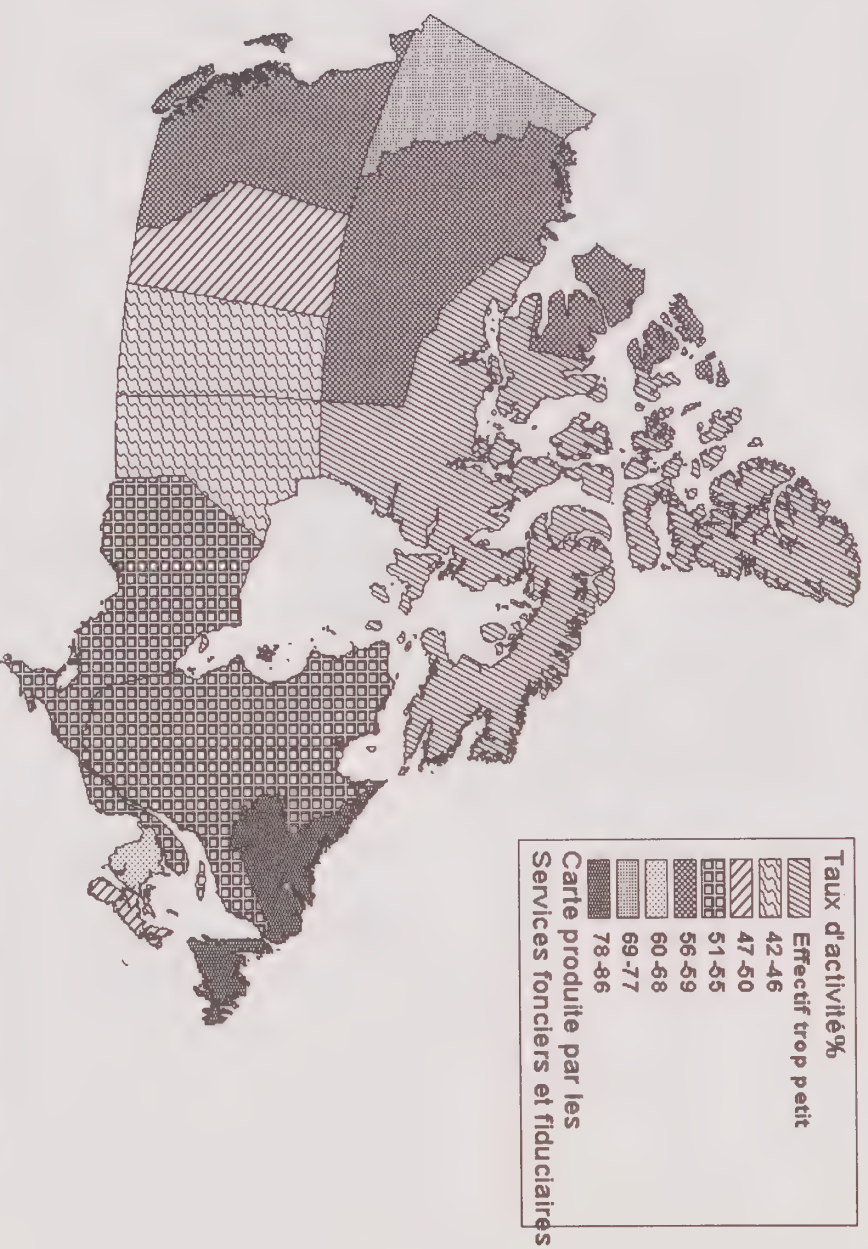 Taux d'activité%
Effectif trop petit
42-46
47-50
51-55
56-59
60-68
69-77
78-86
Carte produite par les
Services fonciers et fiduciaires